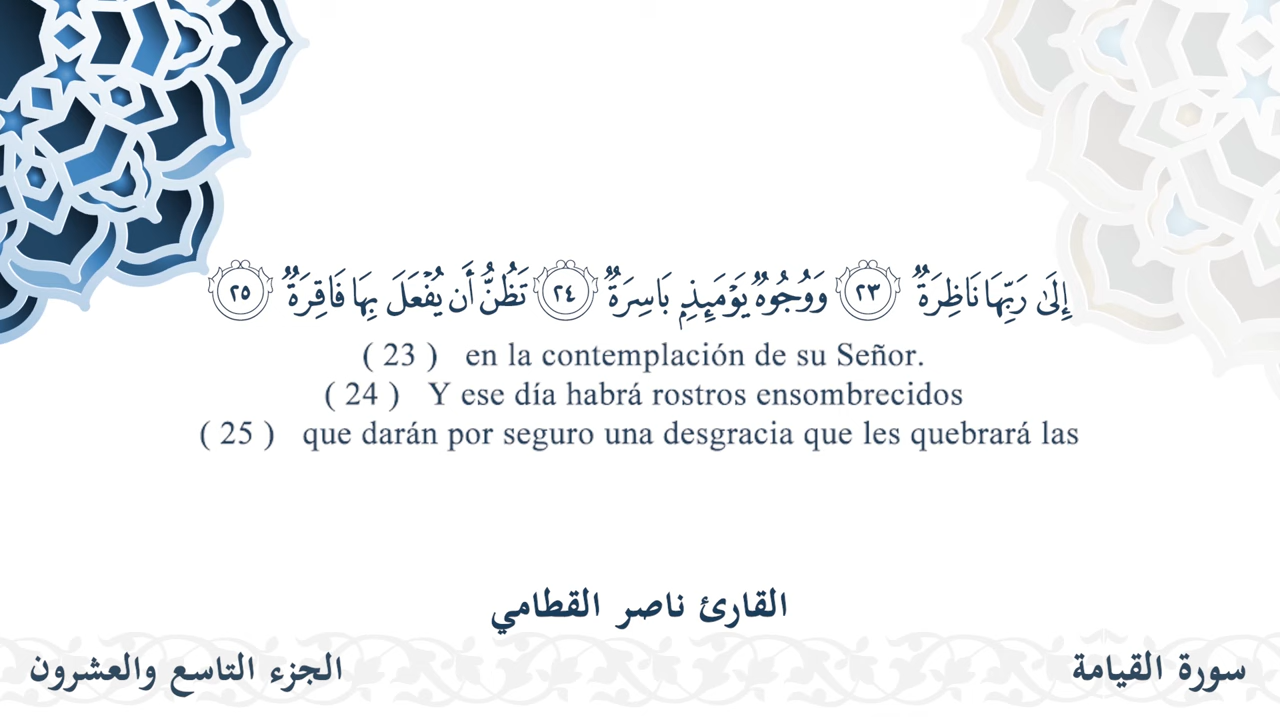 إِلَىٰ رَبِّهَا نَاظِرَةٌ ٢٣ وَوُجُوهٌ يَوْمَئِذٍ بَاسِرَةٌ ٢٤ تَظُنُّ أَن يُفْعَلَ بِهَا فَاقِرَةٌ ٢٥
( 23 ) en la contemplación de su Señor.
( 24 ) Y ese día habrá rostros ensombrecidos
( 25 ) que darán por seguro una desgracia que les quebrará las
القارئ ناصر القطامي
سورة القيامة
الجزء التاسع والعشرون